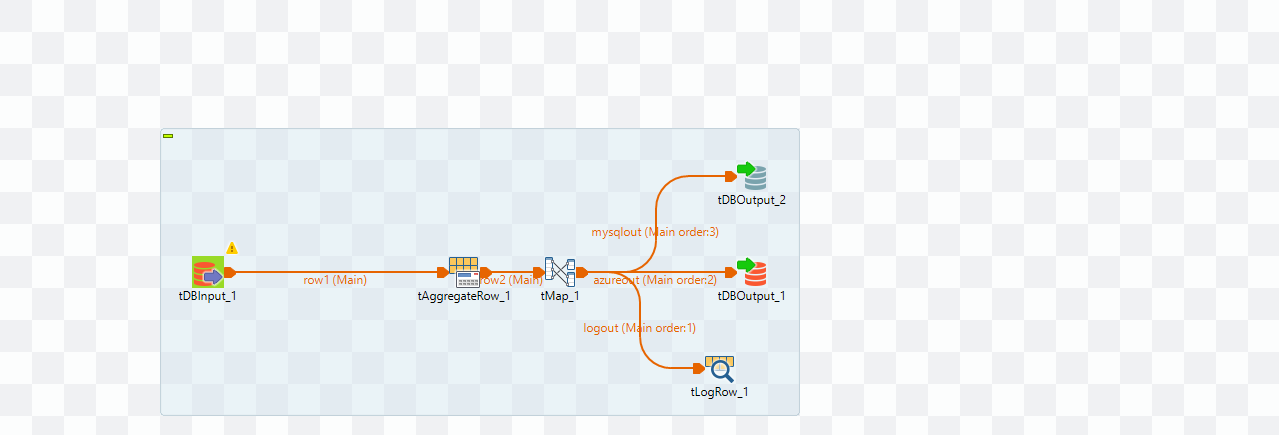 tDBOutput_2
mysqlout (Main order:3)
tDBInput_1
row1 (Main)
tAggregateRow_1
row2 (Main)
tMap_1
azureout (Main order:2)
tDBOutput_1
logout (Main order:1)
tLogRow_1